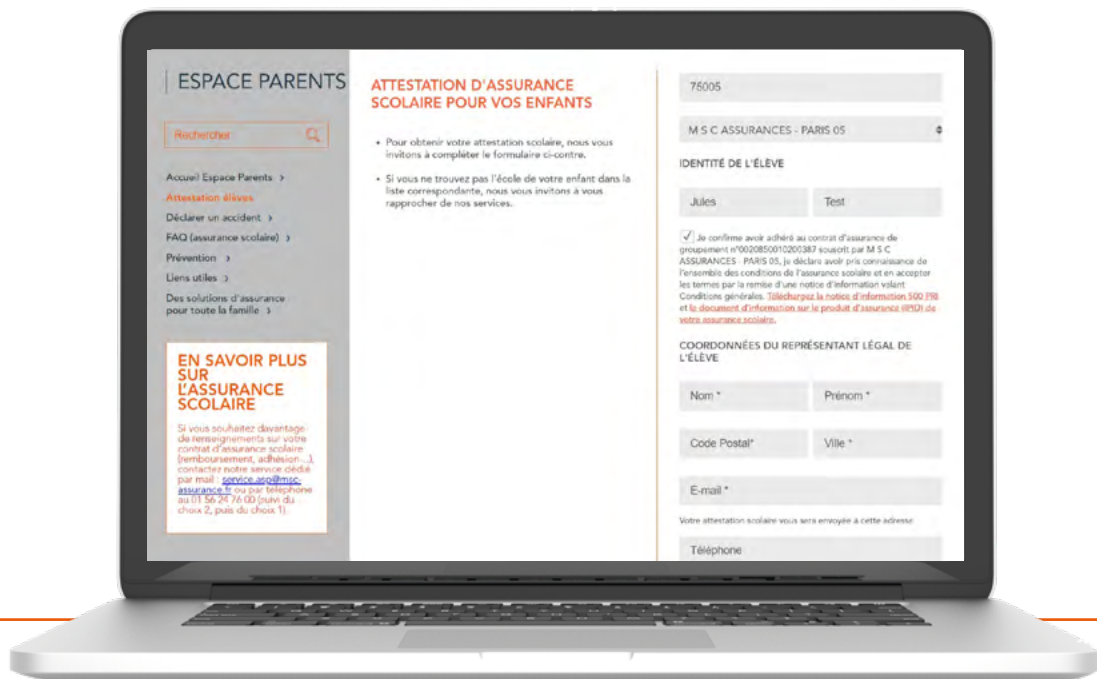 ESPACE PARENTS
Rechercher
Accueil Espace Parents >
Attestation élèves
Déclarer un accident >
FAQ (assurance scolaire) >
Prévention >
Liens utiles >
Des solutions d'assurance
pour toute la famille >
EN SAVOIR PLUS
SUR
L'ASSURANCE
SCOLAIRE
Si vous souhaitez davantage
de renseignements sur votre
contrat d'assurance scolaire
(remboursement, adhésion...),
contactez notre service dédié
par mail : service.asp@msc-
assurance.fr ou par téléphone
au 01 56 24 76 00 (suivi du
choix 2, puis du choix 1)
ATTESTATION D'ASSURANCE
SCOLAIRE POUR VOS ENFANTS
• Pour obtenir votre attestation scolaire, nous vous
invitons à compléter le formulaire ci-contre.
• Si vous ne trouvez pas l'école de votre enfant dans la
liste correspondante, nous vous invitons à vous
rapprocher de nos services.
75005
M S C ASSURANCES - PARIS 05
IDENTITÉ DE L'ÉLÈVE
Jules Test
Je confirme avoir adhéré au contrat d'assurance de
groupement n°0020850010200387 souscrit par M S C
ASSURANCES - PARIS 05, je déclare avoir pris connaissance de
l'ensemble des conditions de l'assurance scolaire et en accepter
les termes par la remise d'une notice d'information valant
Conditions générales. Téléchargez la notice d'information 500 PIB
et le document d'information sur le produit d'assurance (IPID) de
votre assurance scolaire.
COORDONNÉES DU REPRÉSENTANT LÉGAL DE
L'ÉLÈVE
Nom * Prénom *
Code Postal* Ville *
E-mail *
Votre attestation scolaire vous sera envoyée à cette adresse
Téléphone